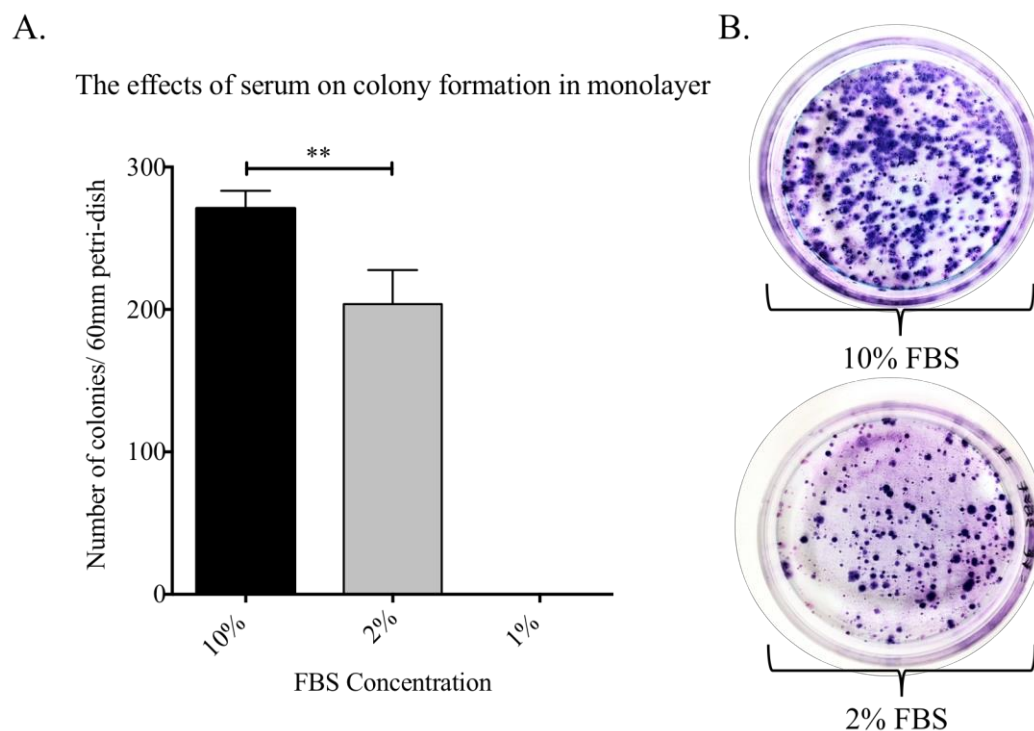 A.
The effects of serum on colony formation in monolayer
**
300
200
100
0
Number of colonies/ 60mm petri-dish
10%
2%
1%
FBS Concentration
B.
10% FBS
2% FBS